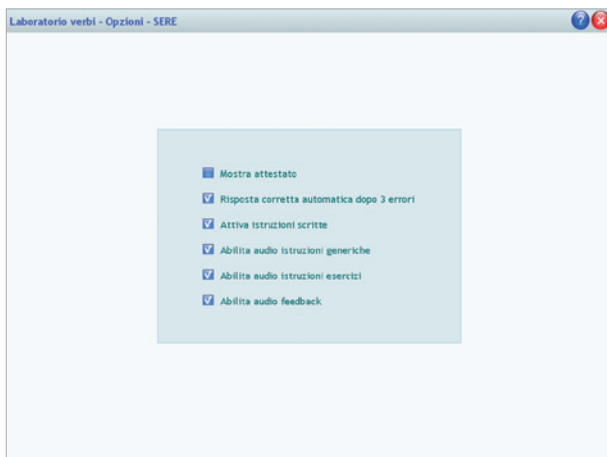 Laboratorio verbi - Opzioni - SERE
?
Mostra attestato
Risposta corretta automatica dopo 3 errori
Attiva istruzioni scritte
Abilita audio istruzioni generiche
Abilita audio istruzioni esercizi
Abilita audio feedback